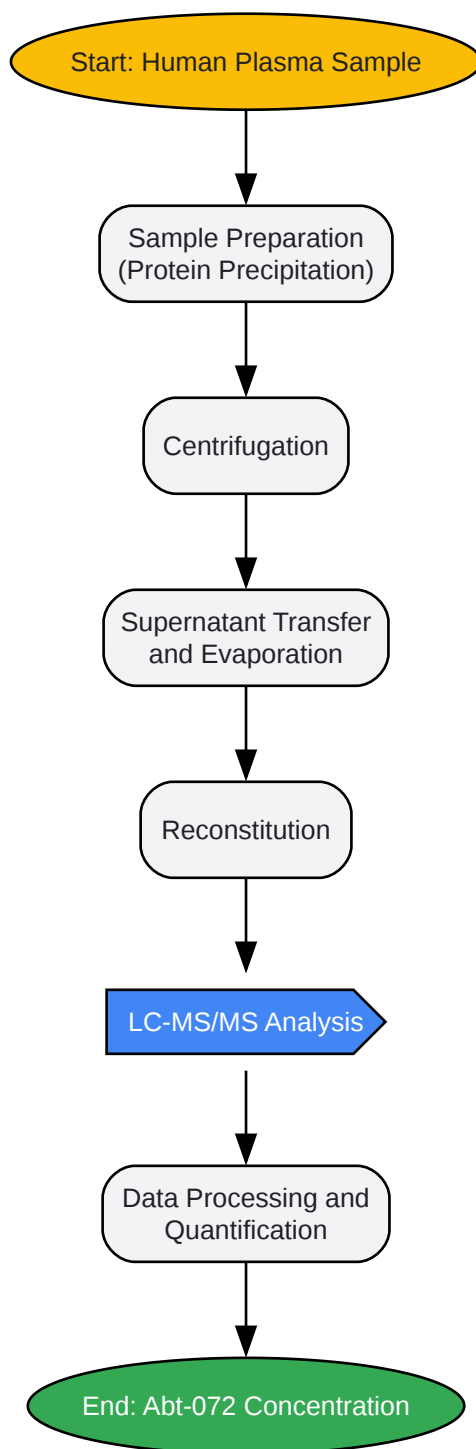 Start: Human Plasma Sample
Sample Preparation
(Protein Precipitation)
Centrifugation
Supernatant Transfer
and Evaporation
Reconstitution
LC-MS/MS Analysis
Data Processing and
Quantification
End: Abt-072 Concentration